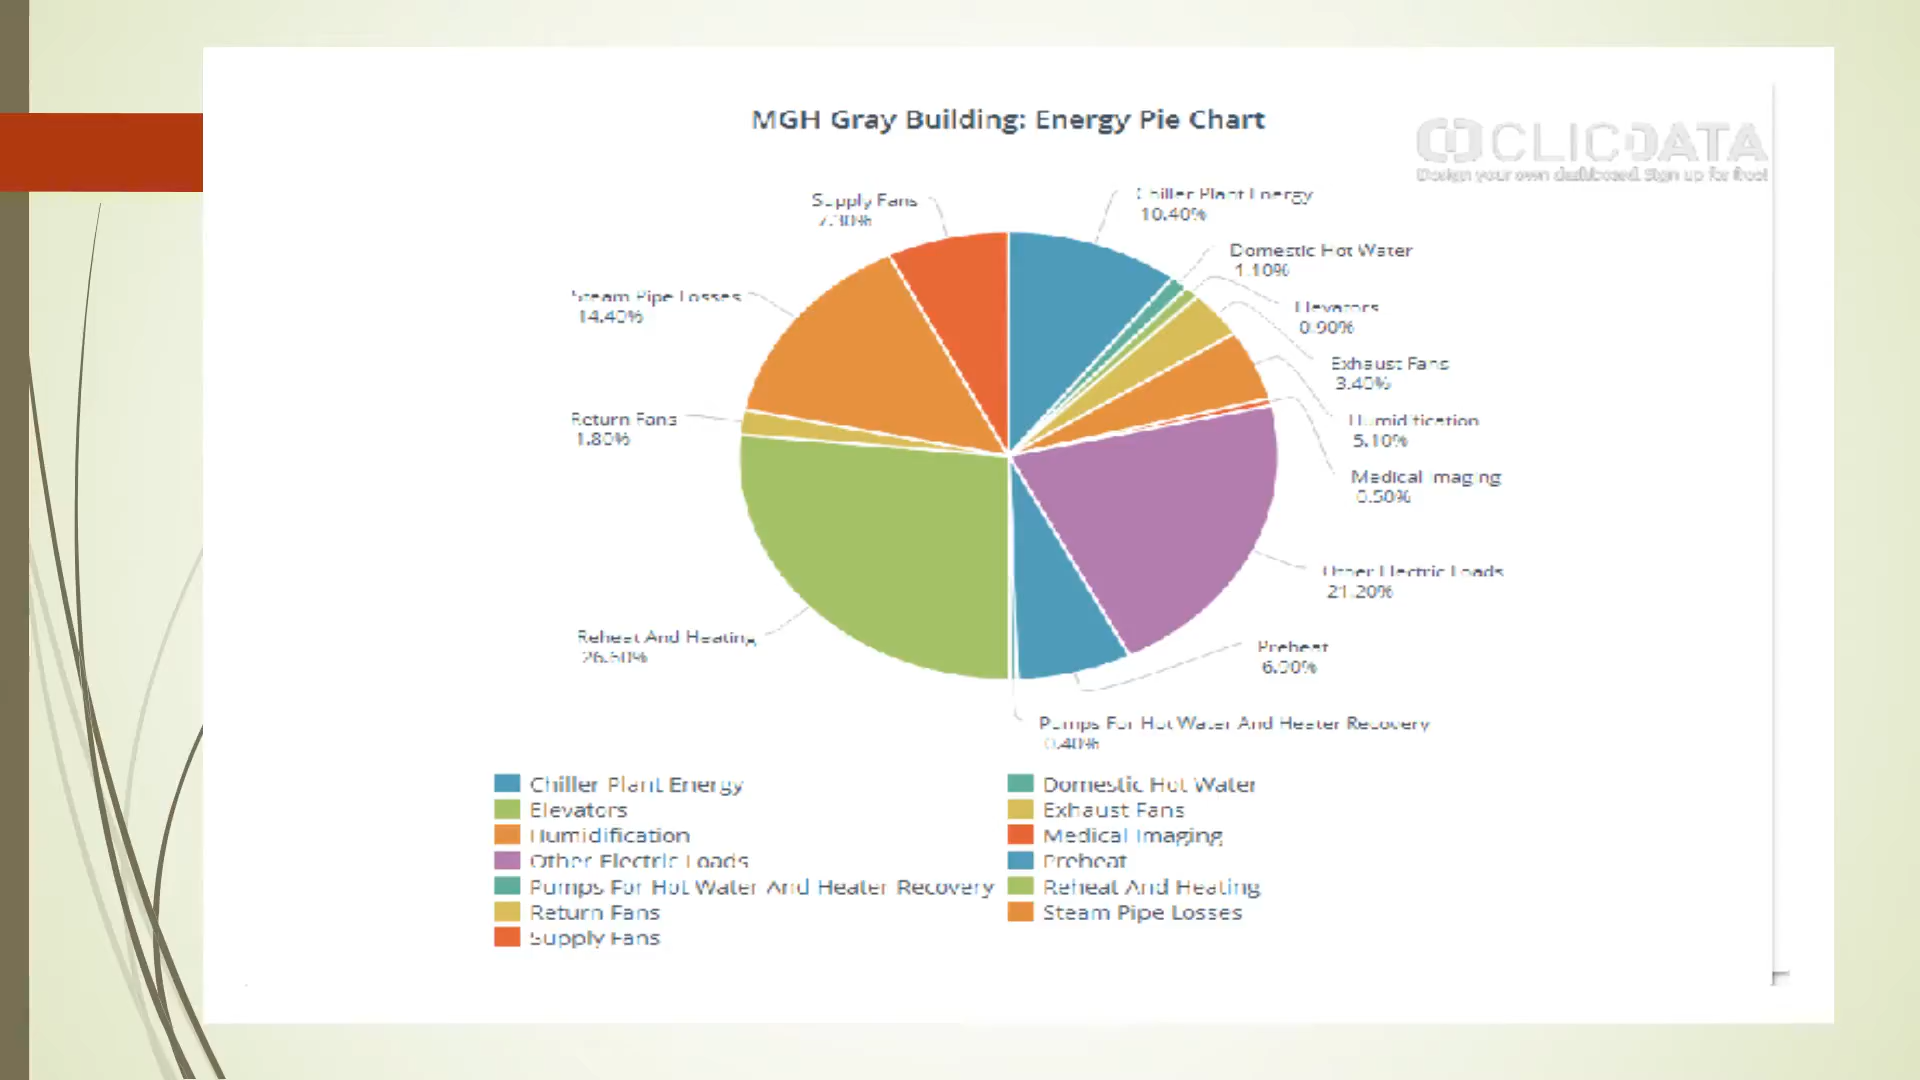 MGH Gray Building: Energy Pie Chart
CLICDATA
Design your own dashboard. Sign up for free!
Supply Fans
7.30%
Chiller Plant Energy
10.40%
Domestic Hot Water
1.10%
Steam Pipe Losses
14.40%
Elevators
0.90%
Exhaust Fans
3.40%
Return Fans
1.80%
Humidification
5.10%
Medical Imaging
0.50%
Other Electric Loads
21.20%
Reheat And Heating
26.60%
Preheat
6.90%
Pumps For Hot Water And Heater Recovery
0.40%
Chiller Plant Energy
Domestic Hot Water
Elevators
Exhaust Fans
Humidification
Medical Imaging
Other Electric Loads
Preheat
Pumps For Hot Water And Heater Recovery
Reheat And Heating
Return Fans
Steam Pipe Losses
Supply Fans